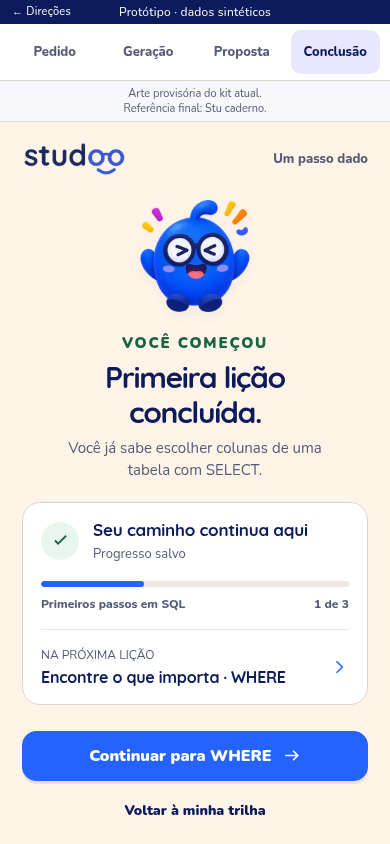 ← Direções
Protótipo · dados sintéticos
Pedido
Geração
Proposta
Conclusão
Arte provisória do kit atual.
Referência final: Stu caderno.
studoo
Um passo dado
VOCÊ COMEÇOU
Primeira lição
concluída.
Você já sabe escolher colunas de uma
tabela com SELECT.
Seu caminho continua aqui
Progresso salvo
Primeiros passos em SQL
1 de 3
NA PRÓXIMA LIÇÃO
Encontre o que importa · WHERE
Continuar para WHERE →
Voltar à minha trilha